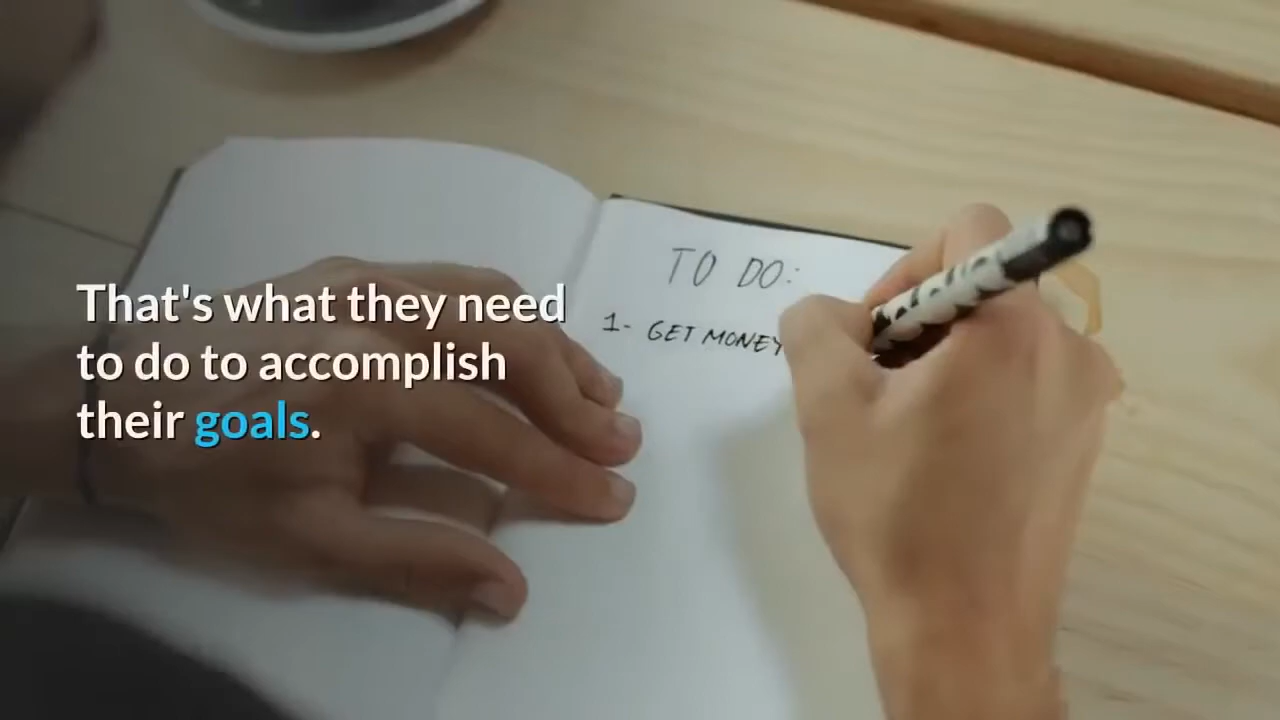 That's what they need
to do to accomplish
their goals.
TO DO:
1- GET MONEY